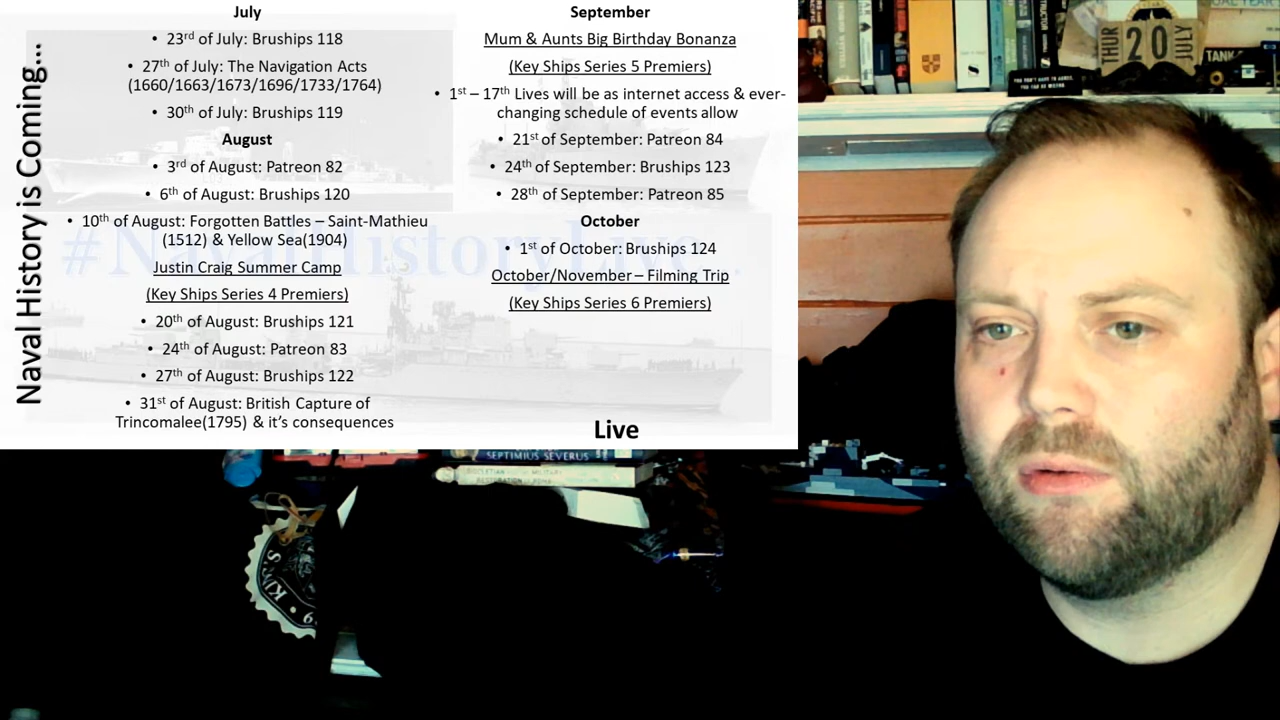 Naval History is Coming...
July
• 23rd of July: Bruships 118
• 27th of July: The Navigation Acts
(1660/1663/1673/1696/1733/1764)
• 30th of July: Bruships 119
August
• 3rd of August: Patreon 82
• 6th of August: Bruships 120
• 10th of August: Forgotten Battles – Saint-Mathieu
(1512) & Yellow Sea(1904)
Justin Craig Summer Camp
(Key Ships Series 4 Premiers)
• 20th of August: Bruships 121
• 24th of August: Patreon 83
• 27th of August: Bruships 122
• 31st of August: British Capture of
Trincomalee(1795) & it's consequences
September
Mum & Aunts Big Birthday Bonanza
(Key Ships Series 5 Premiers)
• 1st – 17th Lives will be as internet access & ever-
changing schedule of events allow
• 21st of September: Patreon 84
• 24th of September: Bruships 123
• 28th of September: Patreon 85
October
• 1st of October: Bruships 124
October/November – Filming Trip
(Key Ships Series 6 Premiers)
Live
#NavalHistoryLive
THUR
20
JULY
TANK
SEPTIMIUS SEVERUS